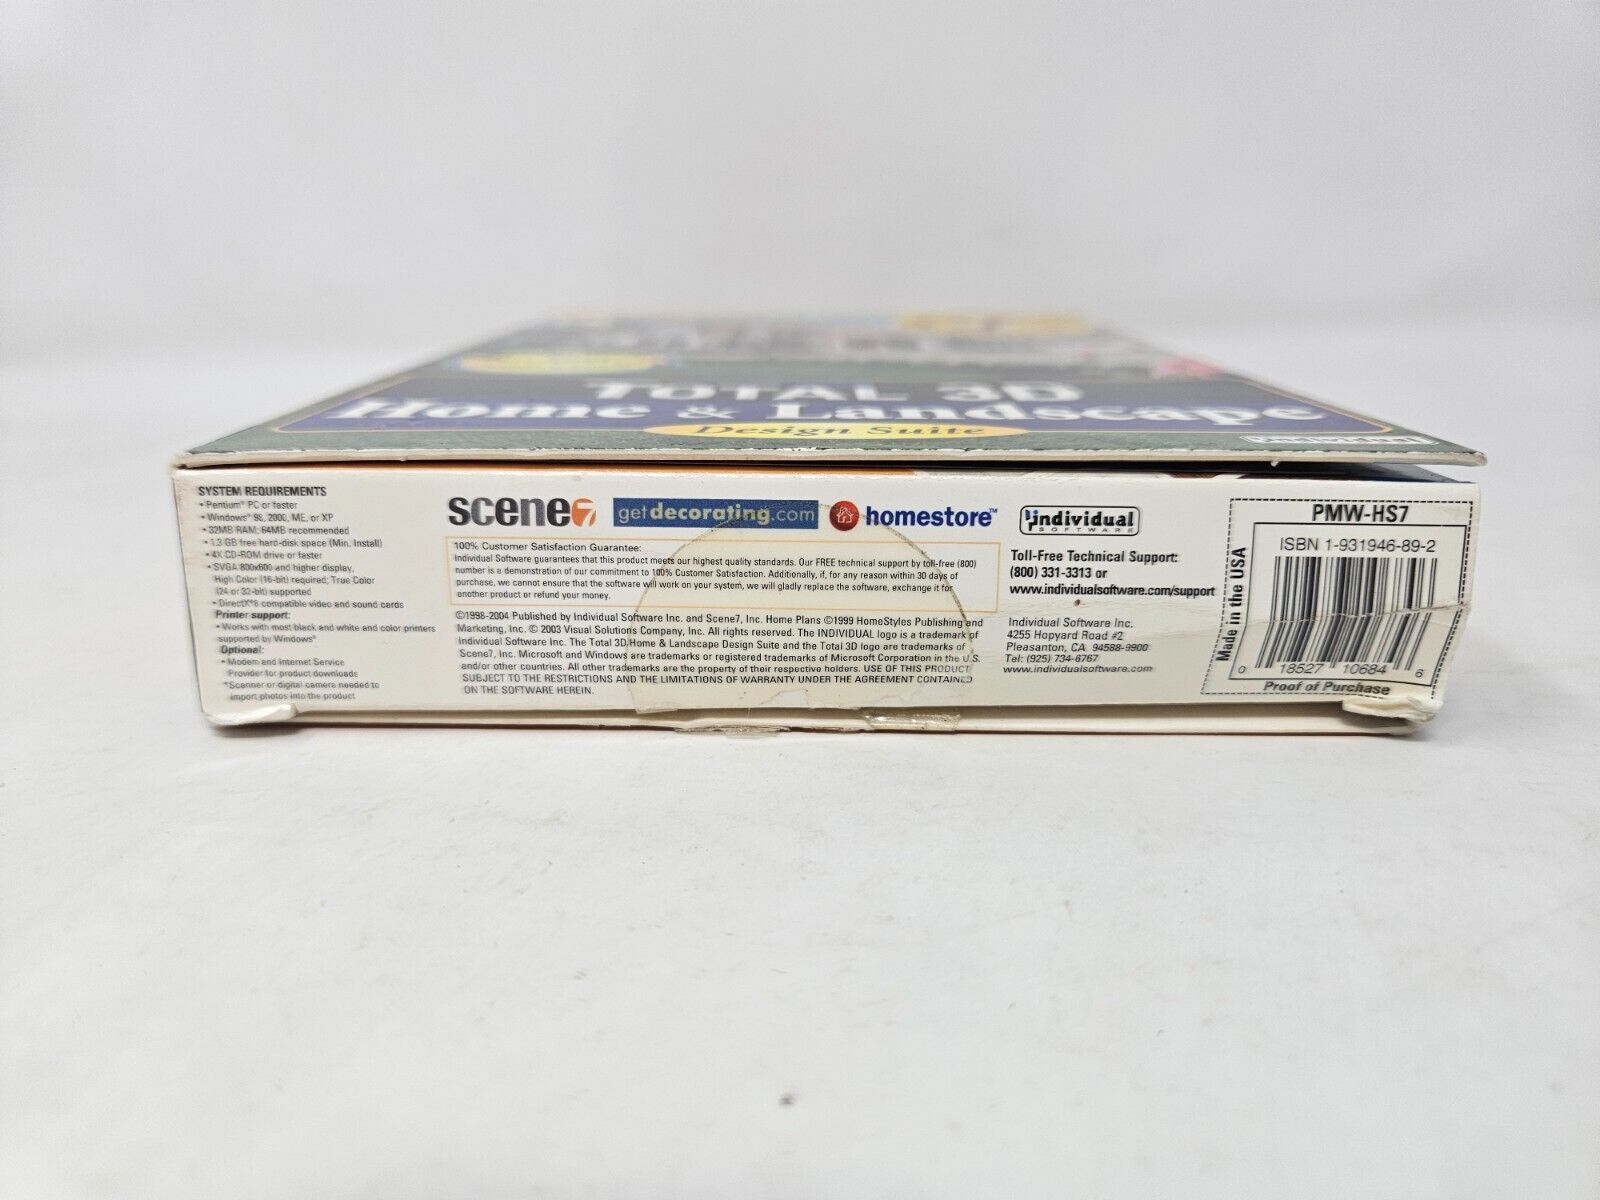 TOTAL 3D
Home & Landscape
Design Suite
SYSTEM REQUIREMENTS
• Pentium® PC or faster
• Windows® 98, 2000, ME, or XP
• 32MB RAM; 64MB recommended
• 1.3 GB free hard-disk space (Min. Install)
• 4X CD-ROM drive or faster
• SVGA 800x600 and higher display,
High Color (16-bit) required; True Color
(24 or 32-bit) supported
• DirectX® compatible video and sound cards
Printer support:
• Works with most black and white and color printers
supported by Windows®
Optional:
• Modem and Internet Service
Provider for product downloads
*Scanner or digital camera needed to
import photos into the product
scene7
getdecorating.com
homestore™
individual
SOFTWARE
100% Customer Satisfaction Guarantee:
Individual Software guarantees that this product meets our highest quality standards. Our FREE technical support by toll-free (800)
number is a demonstration of our commitment to 100% Customer Satisfaction. Additionally, if, for any reason within 30 days of
purchase, we cannot ensure that the software will work on your system, we will gladly replace the software, exchange it for
another product or refund your money.
©1998-2004 Published by Individual Software Inc. and Scene7, Inc. Home Plans ©1999 HomeStyles Publishing and
Marketing, Inc. © 2003 Visual Solutions Company, Inc. All rights reserved. The INDIVIDUAL logo is a trademark of
Individual Software Inc. The Total 3D Home & Landscape Design Suite and the Total 3D logo are trademarks of
Scene7, Inc. Microsoft and Windows are trademarks or registered trademarks of Microsoft Corporation in the U.S.
and/or other countries. All other trademarks are the property of their respective holders. USE OF THIS PRODUCT
SUBJECT TO THE RESTRICTIONS AND THE LIMITATIONS OF WARRANTY UNDER THE AGREEMENT CONTAINED
ON THE SOFTWARE HEREIN.
Toll-Free Technical Support:
(800) 331-3313 or
www.individualsoftware.com/support
Individual Software Inc.
4255 Hopyard Road #2
Pleasanton, CA 94588-9900
Tel: (925) 734-6767
www.individualsoftware.com
Made in the USA
PMW-HS7
ISBN 1-931946-89-2
0 18527 10684 6
Proof of Purchase